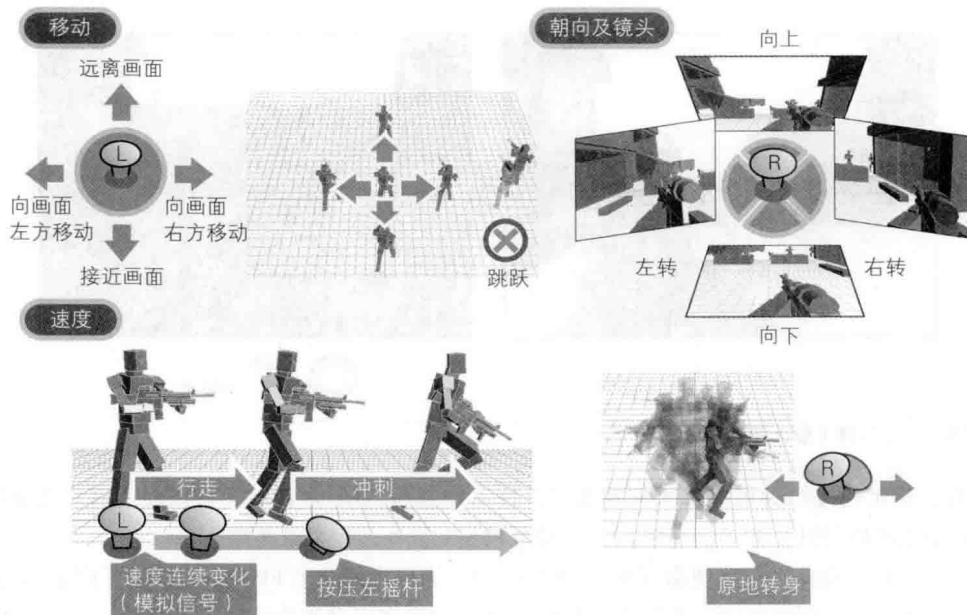 移动
远离画面
L
向画面
左方移动
向画面
右方移动
接近画面
跳跃
朝向及镜头
向上
R
左转
右转
向下
速度
行走
冲刺
L
速度连续变化
（模拟信号）
按压左摇杆
R
原地转身